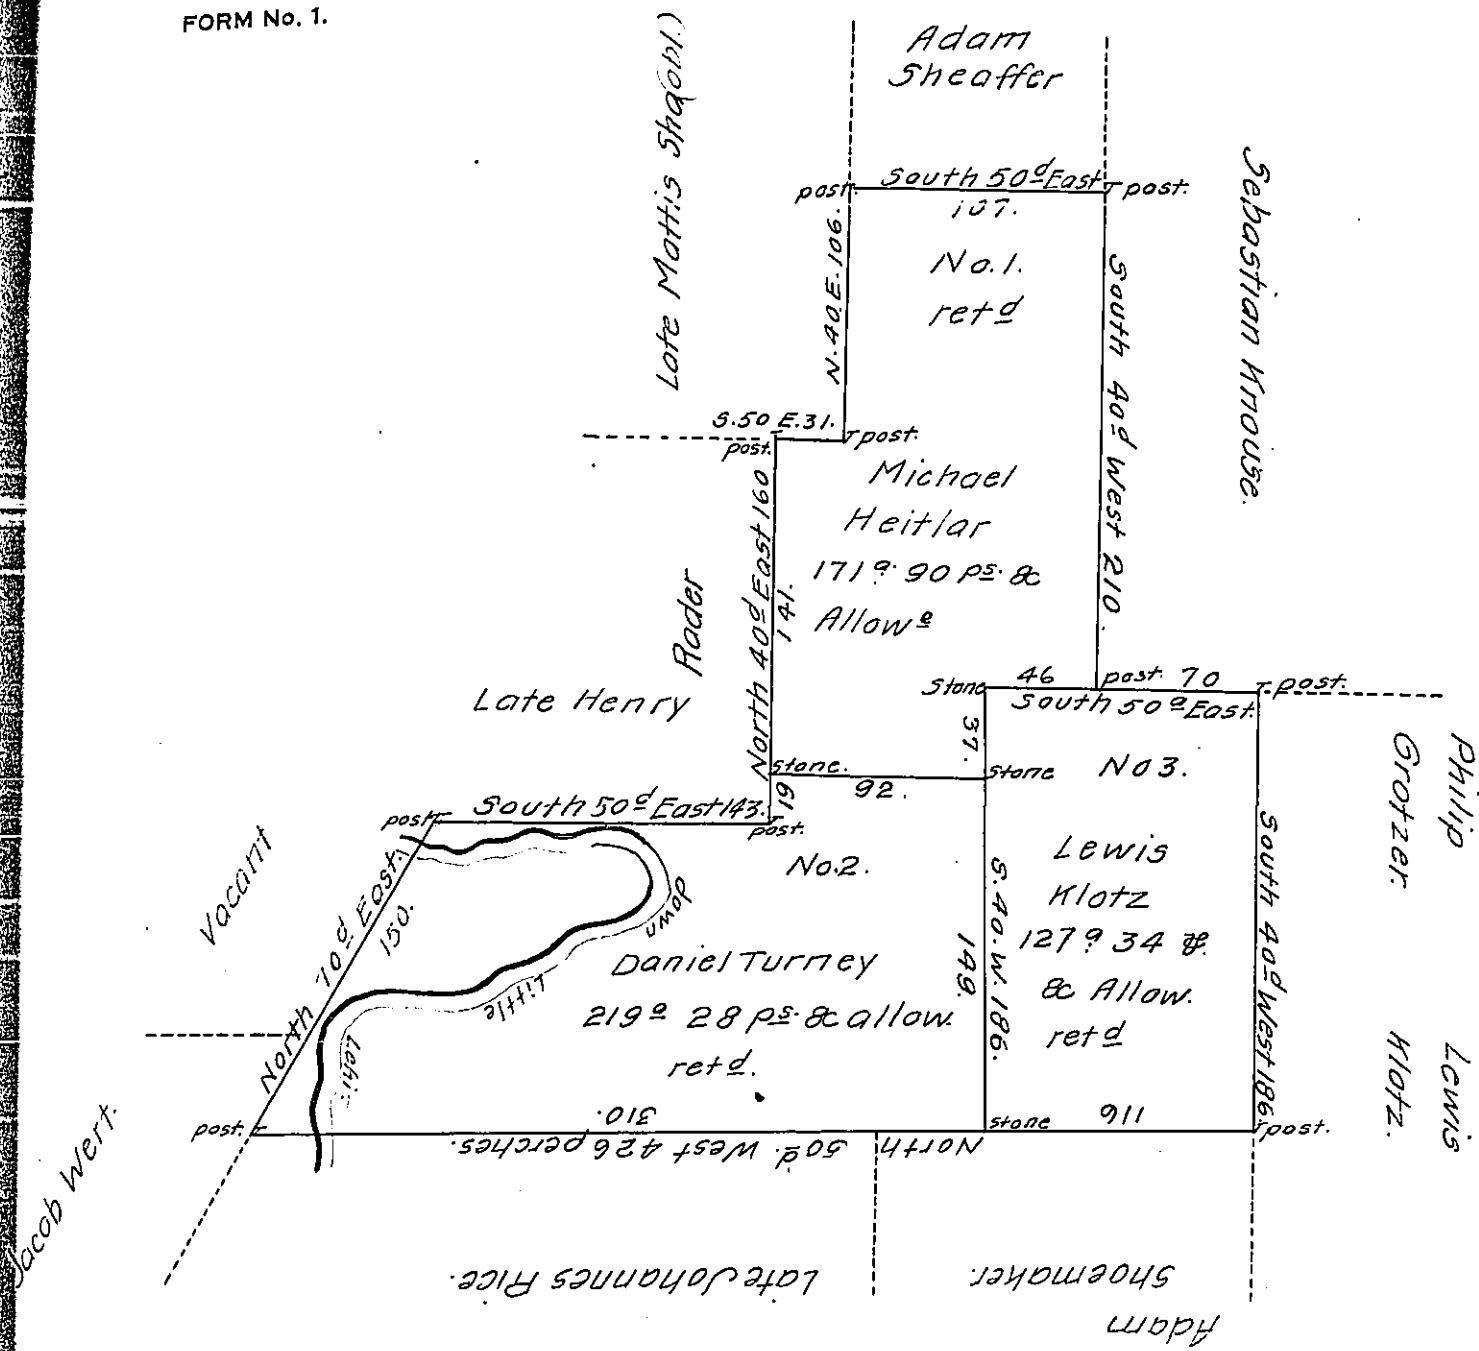 FORM No. 1.
Late Mattis Sha(obl.)
Adam
Sheaffer
Sebastian Knouse.
post.
South 50d East
post.
107.
N. 40 E. 106.
No. 1.
retd
South 40d West 210.
S. 50 E. 31.
post.
post.
Michael
Heitlar
171a. 90 ps. &
Allowe
North 40d East 160
141.
Rader
Late Henry
Stone
46
post.
70
post.
South 50d East.
37.
stone.
92.
stone
No 3.
Philip
Grotzer.
19
South 50d East 143.
post.
post.
No. 2.
Vacant
North 70d East.
150.
down
Little
Lehi.
Daniel Turney
219a 28 ps. & allow.
retd.
S. 40. W. 186.
149.
Lewis
Klotz
127a 34 p.
& Allow.
retd
South 40d West 186.
Lewis
Klotz.
post.
310.
North 50d. West 426 perches.
stone
116
post.
Jacob Wert.
Late Johannes Rice.
Adam
Shoemaker.